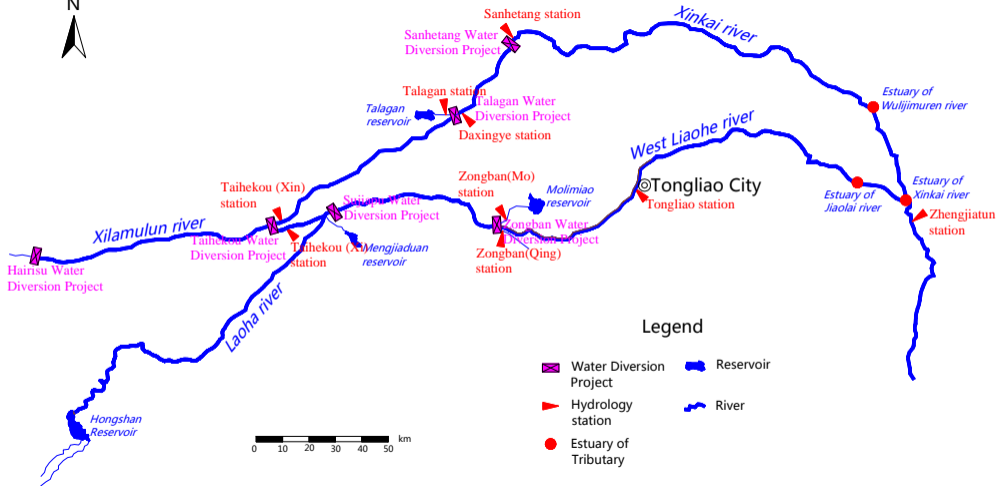 N
Sanhetang station
Xinkai river
Sanhetang Water
Diversion Project
Talagan station
Talagan
reservoir
Talagan Water
Diversion Project
Daxingye station
Estuary of
Wulijimuren river
West Liaohe river
Zongban(Mo)
station
Molimiao
reservoir
Tongliao City
Tongliao station
Estuary of
Jiaolai river
Estuary of
Xinkai river
Zhengjiatun
station
Taihekou (Xin)
station
Sujiapu Water
Diversion Project
Xilamulun river
Taihekou Water
Diversion Project
Taihekou (Xi
station
Mengjiaduan
reservoir
Zongban Water
Diversion Project
Zongban(Qing)
station
Hairisu Water
Diversion Project
Laoha river
Hongshan
Reservoir
Legend
Water Diversion
Project
Reservoir
Hydrology
station
River
Estuary of
Tributary
0 10 20 30 40 50 km